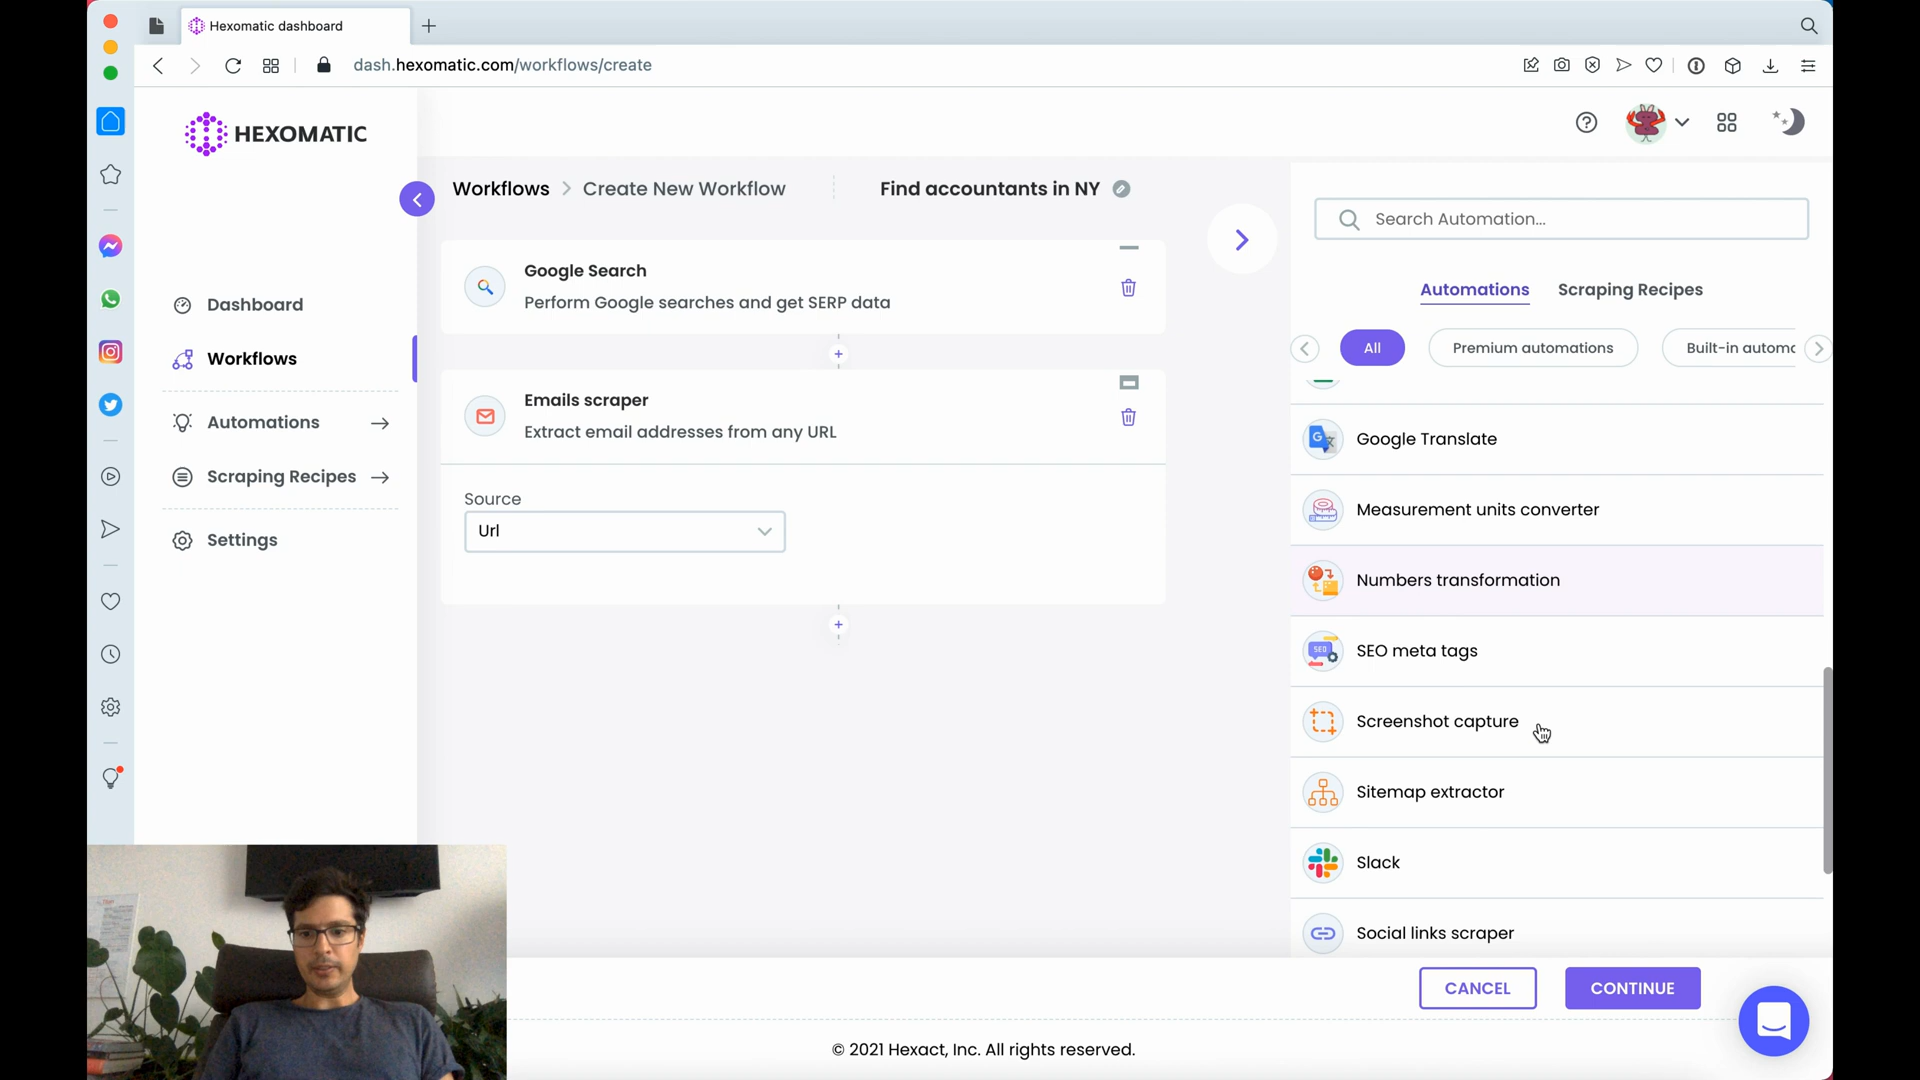 Hexomatic dashboard
dash.hexomatic.com/workflows/create
HEXOMATIC
Workflows > Create New Workflow
Find accountants in NY
Search Automation...
Google Search
Perform Google searches and get SERP data
Automations
Scraping Recipes
Dashboard
Workflows
All
Premium automations
Built-in automa
Emails scraper
Extract email addresses from any URL
Automations
Scraping Recipes
Settings
Source
Url
Google Translate
Measurement units converter
Numbers transformation
SEO
SEO meta tags
Screenshot capture
Sitemap extractor
Slack
Social links scraper
CANCEL
CONTINUE
© 2021 Hexact, Inc. All rights reserved.